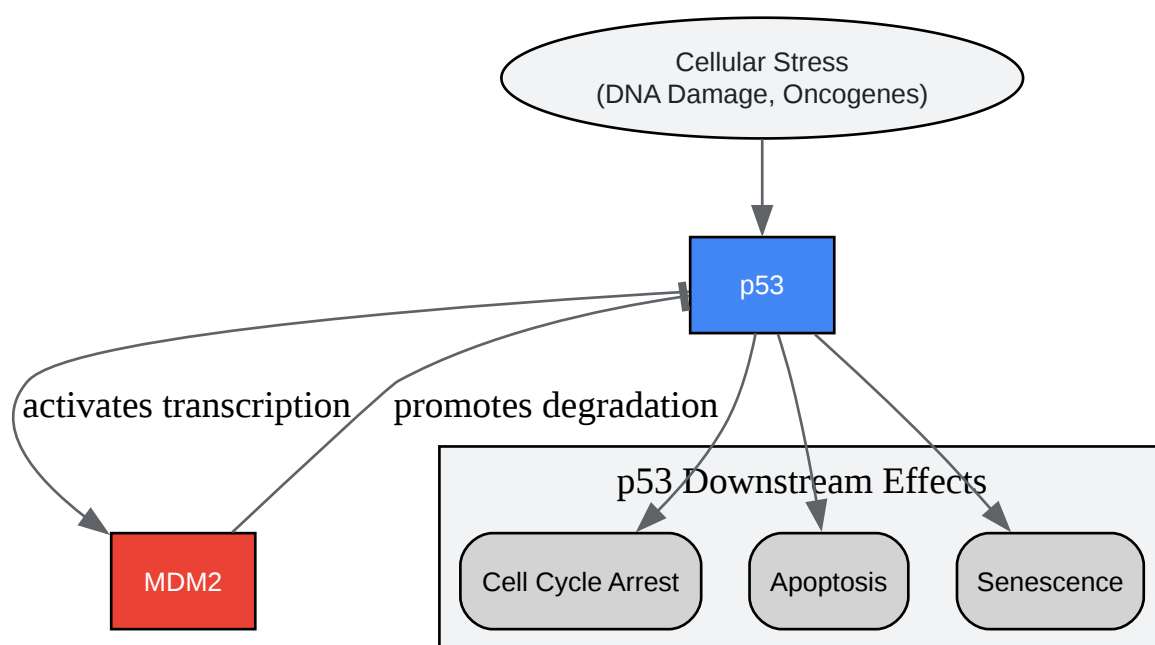 Cellular Stress
(DNA Damage, Oncogenes)
p53
activates transcription
promotes degradation
p53 Downstream Effects
MDM2
Cell Cycle Arrest
Apoptosis
Senescence